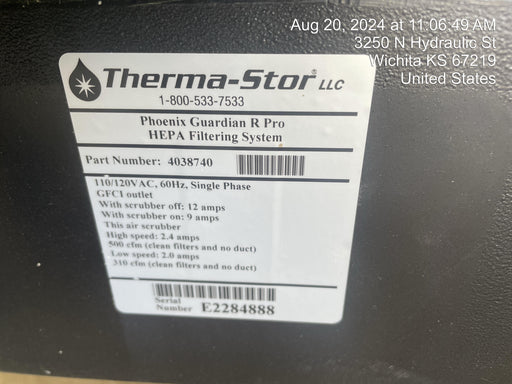 Aug 20, 2024 at 11:06:49 AM
3250 N Hydraulic St
Wichita KS 67219
United States
Therma-Stor LLC
1-800-533-7533
Phoenix Guardian R Pro
HEPA Filtering System
Part Number: 4038740
110/120VAC, 60Hz, Single Phase
GFCI outlet
With scrubber off: 12 amps
With scrubber on: 9 amps
This air scrubber
High speed: 2.4 amps
500 cfm (clean filters and no duct)
Low speed: 2.0 amps
310 cfm (clean filters and no duct)
Serial
Number E2284888